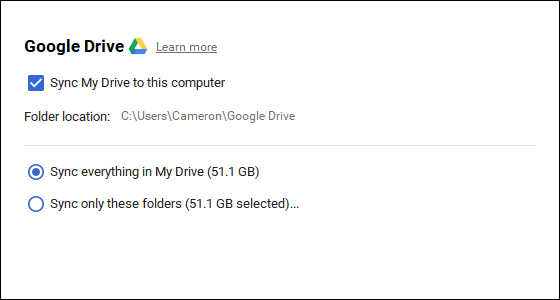 Google Drive Learn more
Sync My Drive to this computer
Folder location: C:\Users\Cameron\Google Drive
Sync everything in My Drive (51.1 GB)
Sync only these folders (51.1 GB selected)...